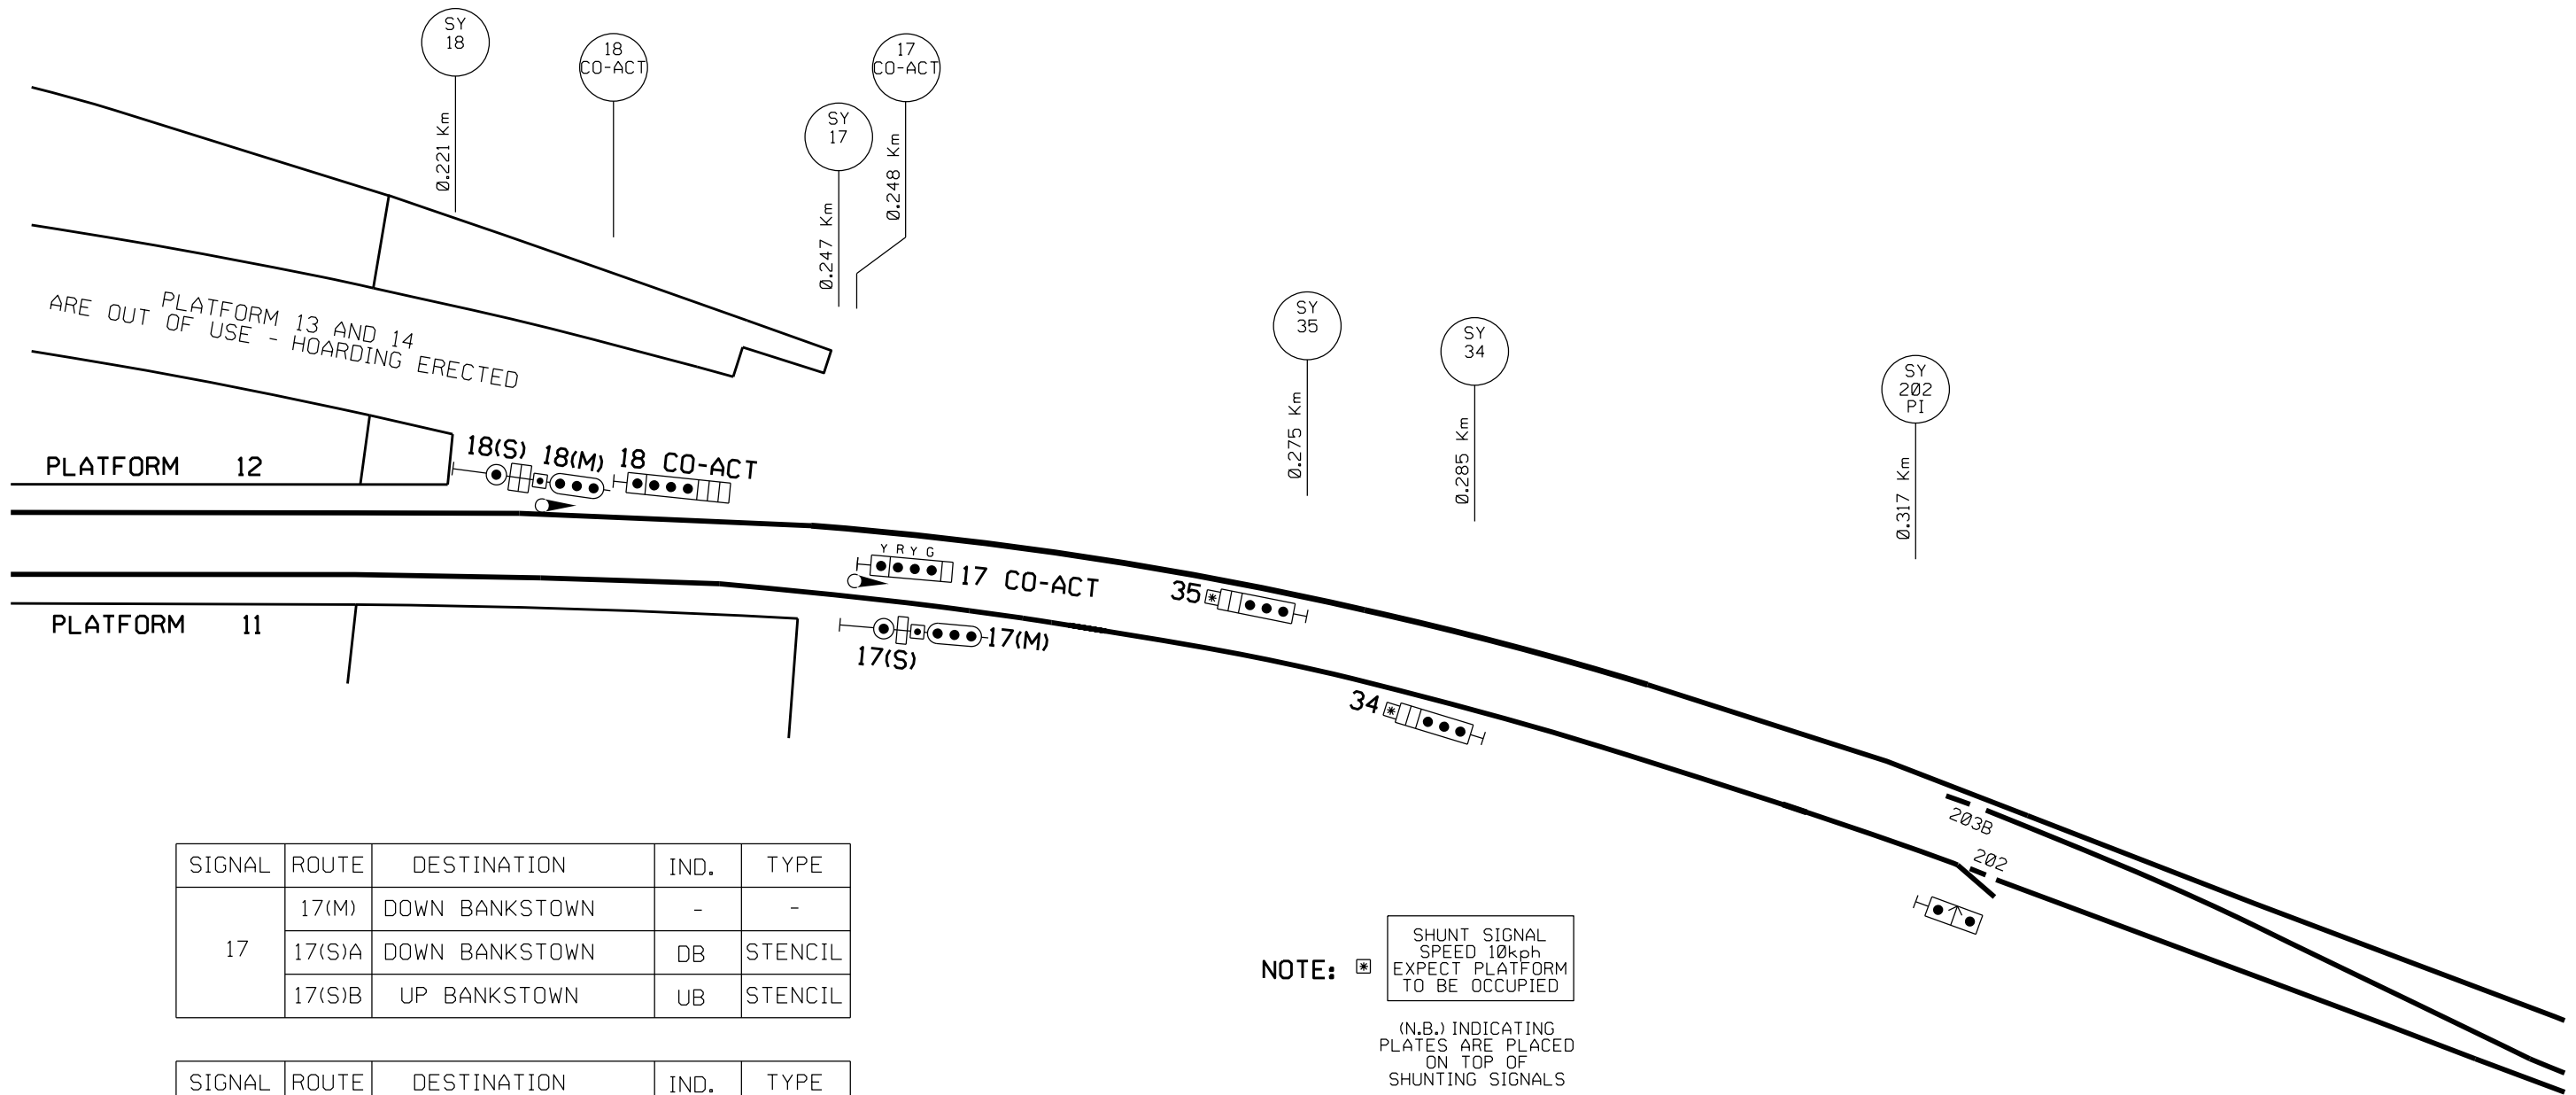 SY
18
18
CO-ACT
17
CO-ACT
SY
17
0.221 Km
0.248 Km
0.247 Km
SY
35
SY
34
SY
202
PI
0.275 Km
0.285 Km
0.317 Km
PLATFORM 13 AND 14
ARE OUT OF USE - HOARDING ERECTED
PLATFORM 12
18(S) 18(M) 18 CO-ACT
Y R Y G
17 CO-ACT
35
PLATFORM 11
17(S)
17(M)
34
203B
202
SIGNAL ROUTE DESTINATION IND. TYPE
17
17(M) DOWN BANKSTOWN - -
17(S)A DOWN BANKSTOWN DB STENCIL
17(S)B UP BANKSTOWN UB STENCIL
SIGNAL ROUTE DESTINATION IND. TYPE
NOTE: *
SHUNT SIGNAL
SPEED 10kph
EXPECT PLATFORM
TO BE OCCUPIED
(N.B.) INDICATING
PLATES ARE PLACED
ON TOP OF
SHUNTING SIGNALS